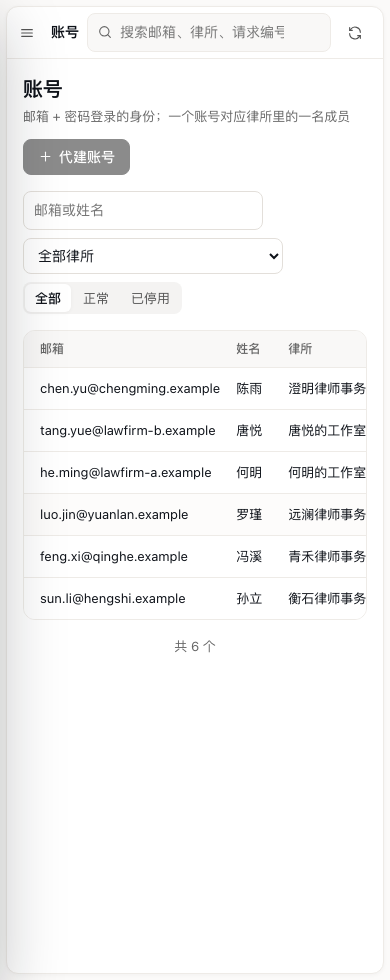 账号 搜索邮箱、律所、请求编号
账号
邮箱 + 密码登录的身份；一个账号对应律所里的一名成员
代建账号
邮箱或姓名
全部律所
全部 正常 已停用
邮箱 姓名 律所
chen.yu@chengming.example 陈雨 澄明律师事务
tang.yue@lawfirm-b.example 唐悦 唐悦的工作室
he.ming@lawfirm-a.example 何明 何明的工作室
luo.jin@yuanlan.example 罗瑾 远澜律师事务
feng.xi@qinghe.example 冯溪 青禾律师事务
sun.li@hengshi.example 孙立 衡石律师事务
共 6 个